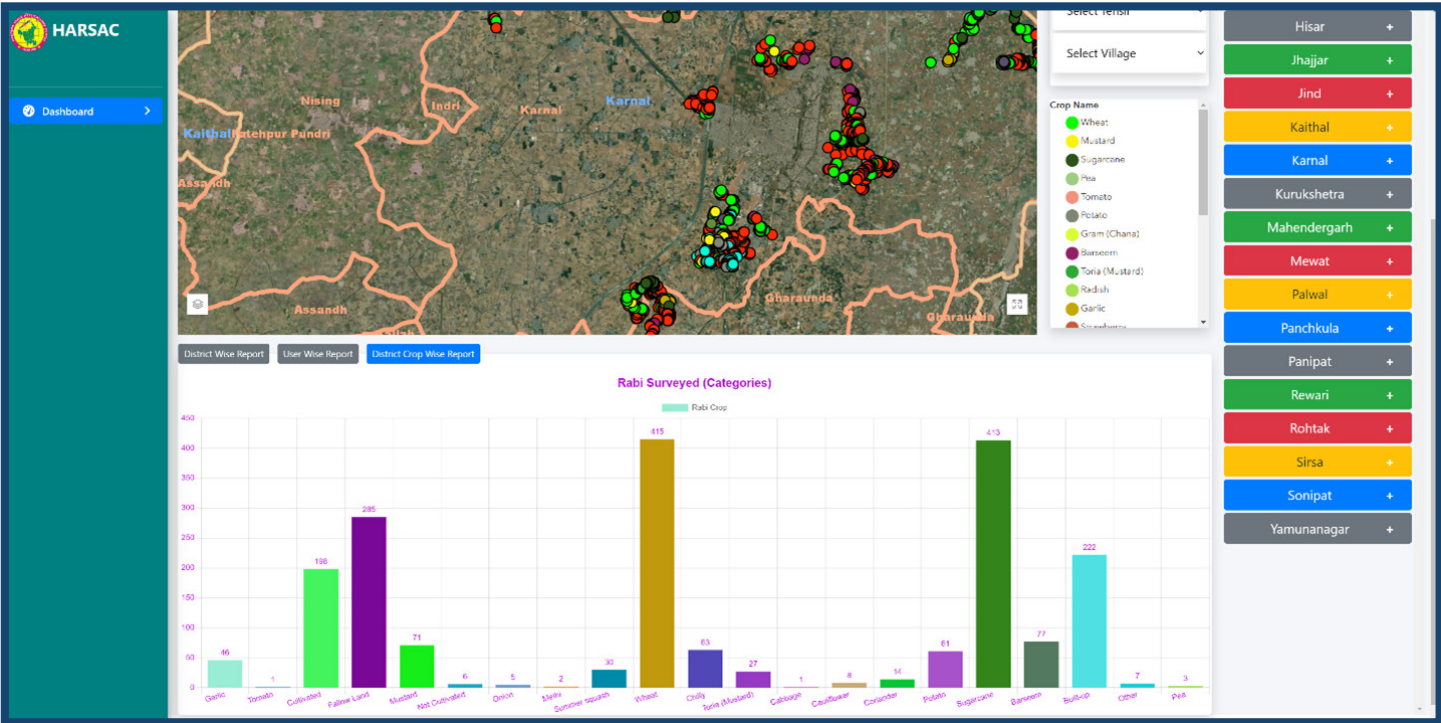 HARSAC
Dashboard
Nising
Indri
Karnal
Karnal
Kaithal
Fatehpur Pundri
Assandh
Assandh
Gharaunda
Gharaunda
Select Tehsil
Select Village
Crop Name
Wheat
Mustard
Sugarcane
Pea
Tomato
Potato
Gram (Chana)
Barseem
Toria (Mustard)
Radish
Garlic
Strawberry
Hisar +
Jhajjar +
Jind +
Kaithal +
Karnal +
Kurukshetra +
Mahendergarh +
Mewat +
Palwal +
Panchkula +
Panipat +
Rewari +
Rohtak +
Sirsa +
Sonipat +
Yamunanagar +
District Wise Report
User Wise Report
District Crop Wise Report
Rabi Surveyed (Categories)
Rabi Crop
450
400
350
300
250
200
150
100
50
0
46
1
198
285
71
6
5
2
30
415
63
27
1
8
14
61
413
77
222
7
3
Garlic
Tomato
Cultivated
Fallow Land
Mustard
Not Cultivated
Onion
Methi
Summer squash
Wheat
Chilly
Toria (Mustard)
Cabbage
Cauliflower
Coriander
Potato
Sugarcane
Barseem
Built-up
Other
Pea